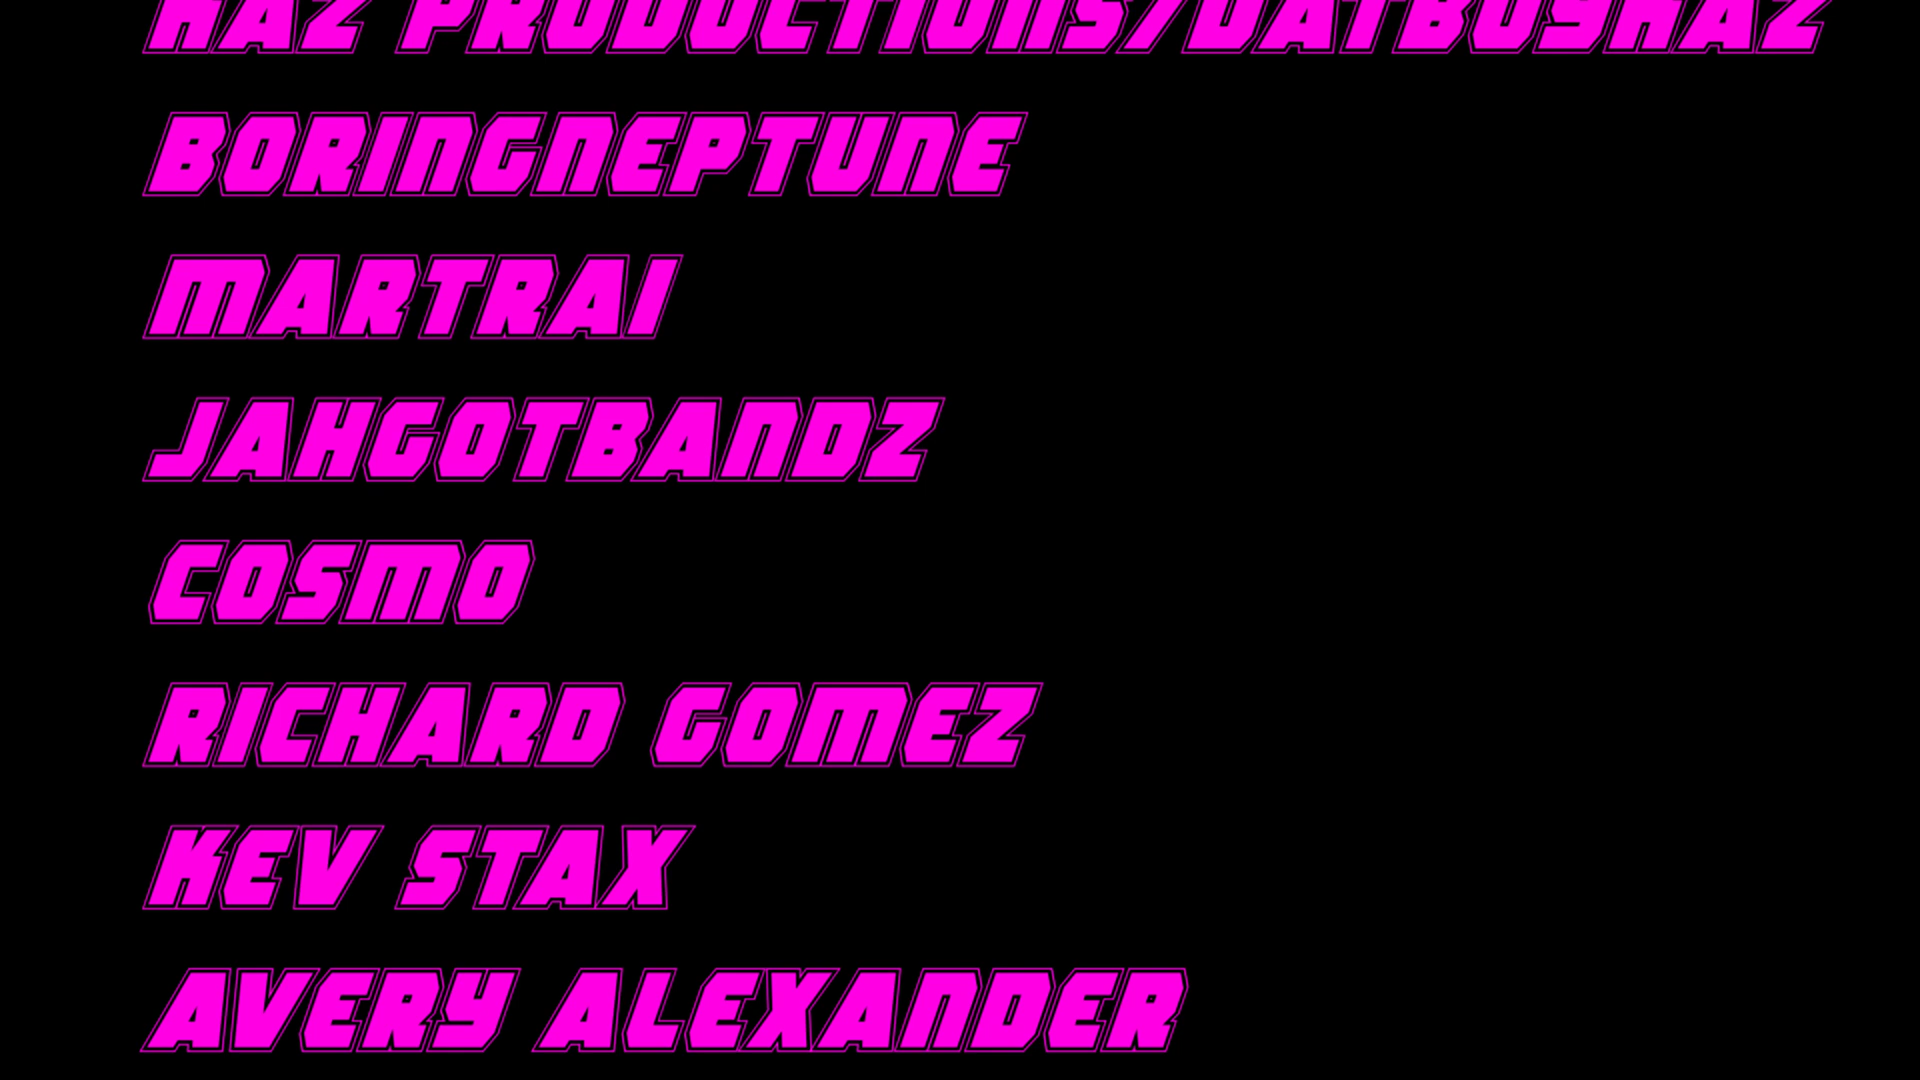 HAZ PRODUCTIONS/DATBOYHAZ
BORINGNEPTUNE
MARTRAI
JAHGOTBANDZ
COSMO
RICHARD GOMEZ
KEV STAX
AVERY ALEXANDER